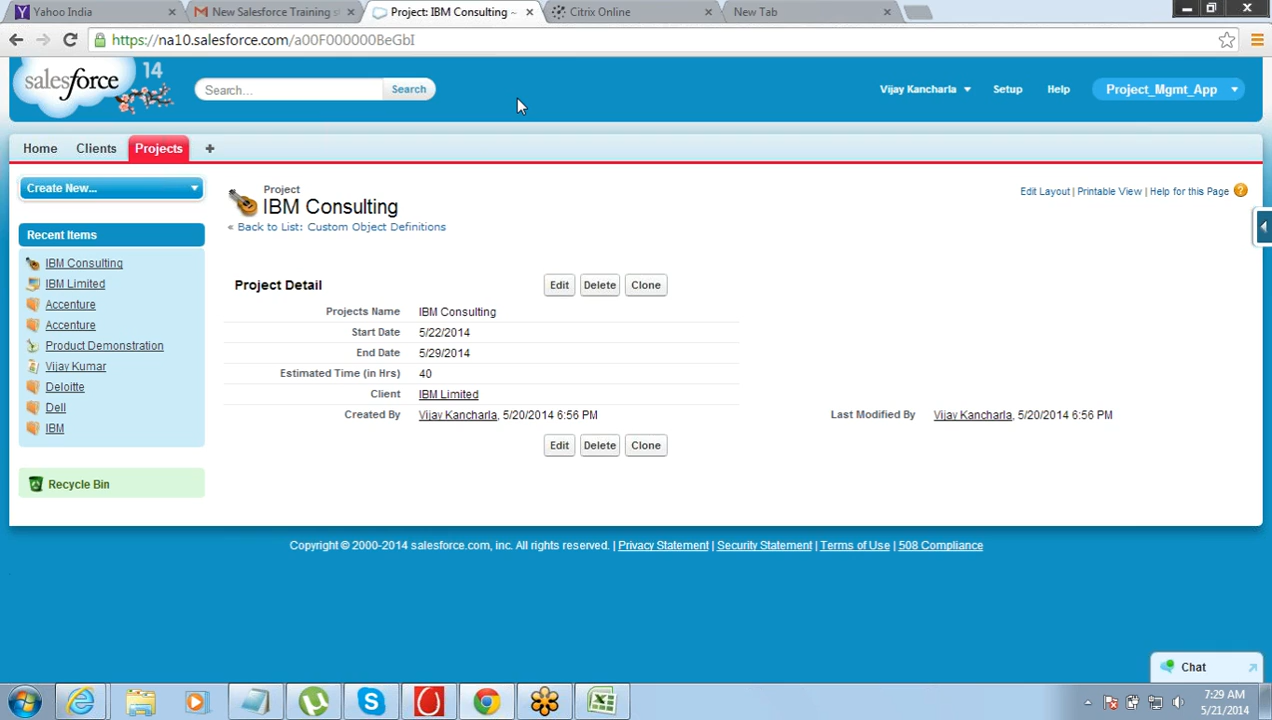 Yahoo India
New Salesforce Training s
Project: IBM Consulting ~
Citrix Online
New Tab
https://na10.salesforce.com/a00F000000BeGbI
salesforce
14
Search...
Search
Vijay Kancharla
Setup
Help
Project_Mgmt_App
Home
Clients
Projects
+
Create New...
Recent Items
IBM Consulting
IBM Limited
Accenture
Accenture
Product Demonstration
Vijay Kumar
Deloitte
Dell
IBM
Recycle Bin
Project
IBM Consulting
« Back to List: Custom Object Definitions
Edit Layout | Printable View | Help for this Page ?
Project Detail
Edit
Delete
Clone
Projects Name IBM Consulting
Start Date 5/22/2014
End Date 5/29/2014
Estimated Time (in Hrs) 40
Client IBM Limited
Created By Vijay Kancharla, 5/20/2014 6:56 PM
Last Modified By Vijay Kancharla, 5/20/2014 6:56 PM
Edit
Delete
Clone
Copyright © 2000-2014 salesforce.com, inc. All rights reserved. | Privacy Statement | Security Statement | Terms of Use | 508 Compliance
Chat
7:29 AM
5/21/2014